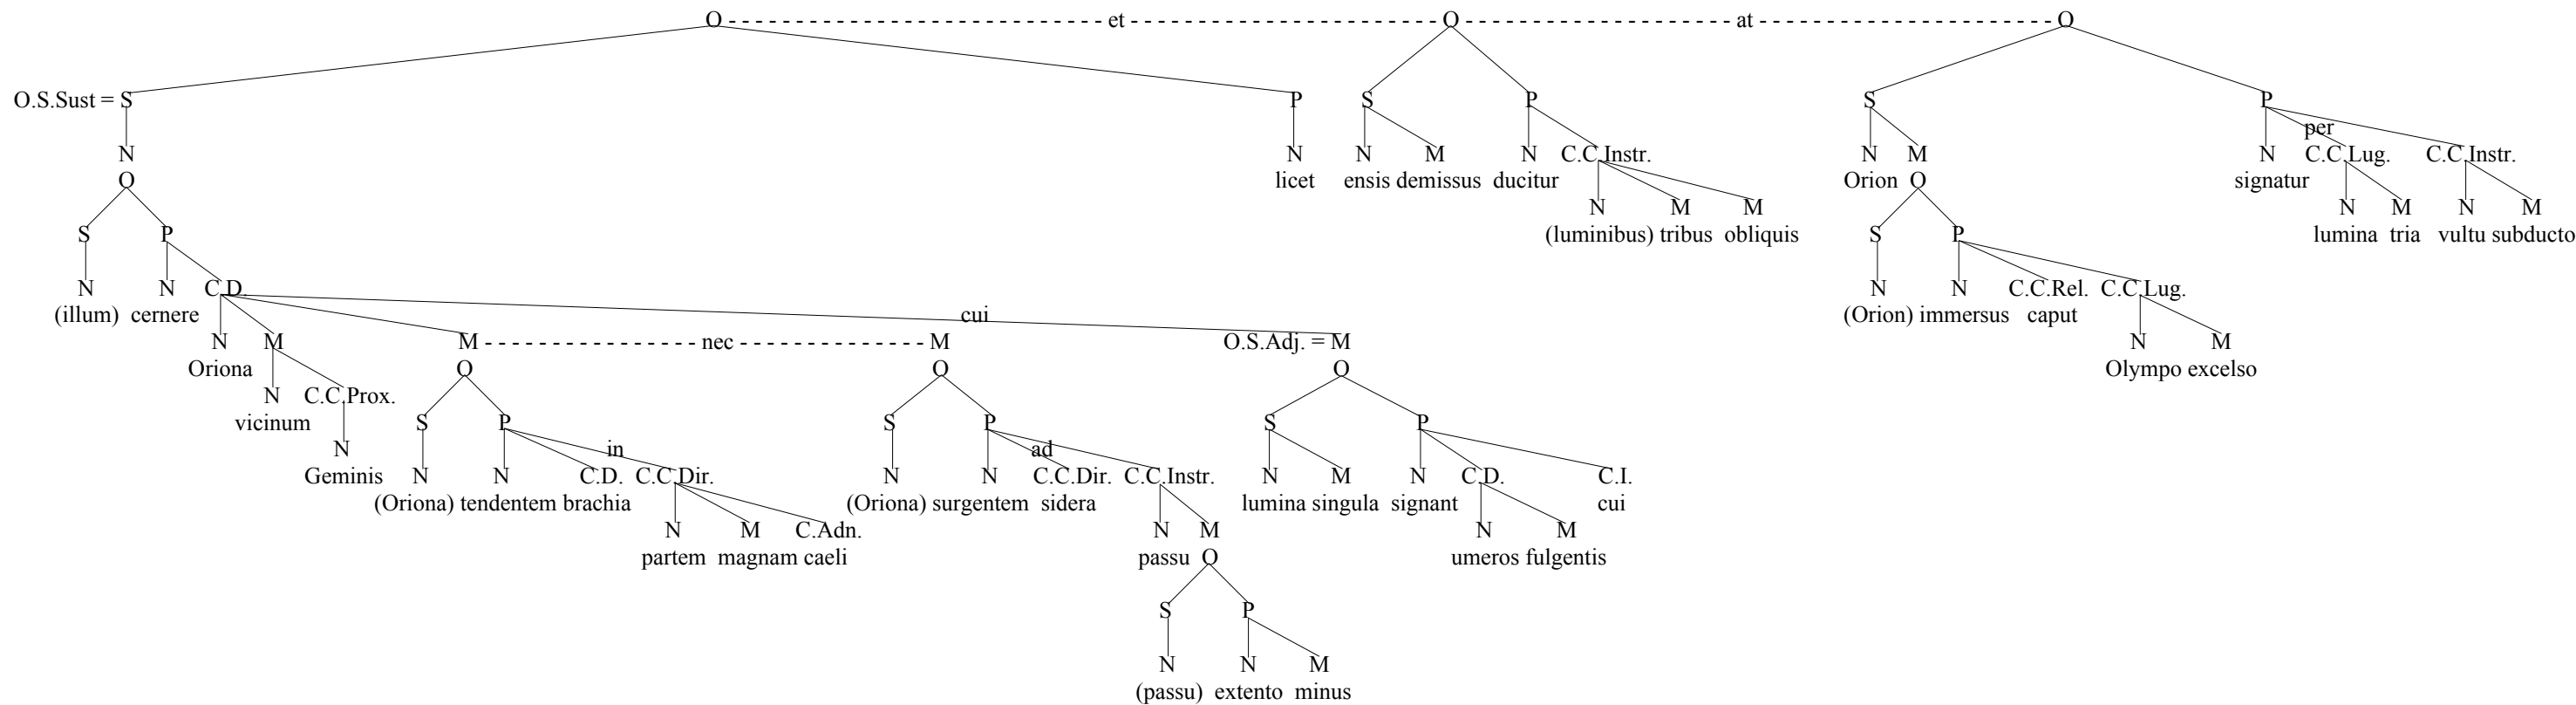 O - - - - - - - - - - - - - - - - - - - - - - - - - - - - - - - et - - - - - - - - - - - - - - - - - - - - - - - - - - O - - - - - - - - - - - - - - - - - - - - - - at - - - - - - - - - - - - - - - - - - - - - - - - O
O.S.Sust = S P S P S P
per
N N N M N C.C.Instr. N M N C.C.Lug. C.C.Instr.
O licet ensis demissus ducitur Orion O signatur
N M M N M N M
S P (luminibus) tribus obliquis S P lumina tria vultu subducto
N N C.D. N N C.C.Rel. C.C.Lug.
(illum) cernere cui (Orion) immersus caput
N M M - - - - - - - - - - - - - - - - - - nec - - - - - - - - - - - - - - - - M O.S.Adj. = M N M
Oriona O O O Olympo excelso
N C.C.Prox.
vicinum S P S P S P
N in ad
Geminis N N C.D. C.C.Dir. N N C.C.Dir. C.C.Instr. N M N C.D. C.I.
(Oriona) tendentem brachia (Oriona) surgentem sidera lumina singula signant cui
N M C.Adn. N M N M
partem magnam caeli passu O umeros fulgentis
S P
N N M
(passu) extento minus